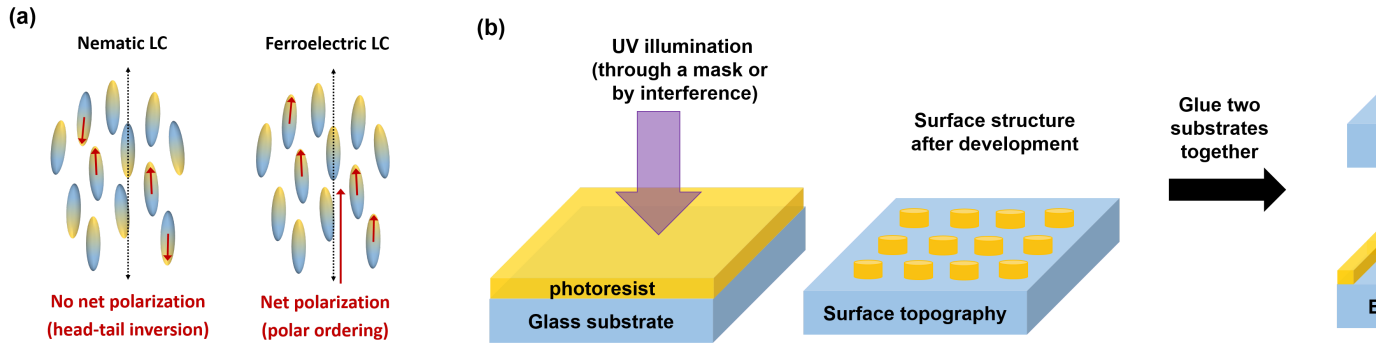 (a)
Nematic LC
Ferroelectric LC
No net polarization
(head-tail inversion)
Net polarization
(polar ordering)
(b)
UV illumination
(through a mask or
by interference)
photoresist
Glass substrate
Surface structure
after development
Surface topography
Glue two
substrates
together